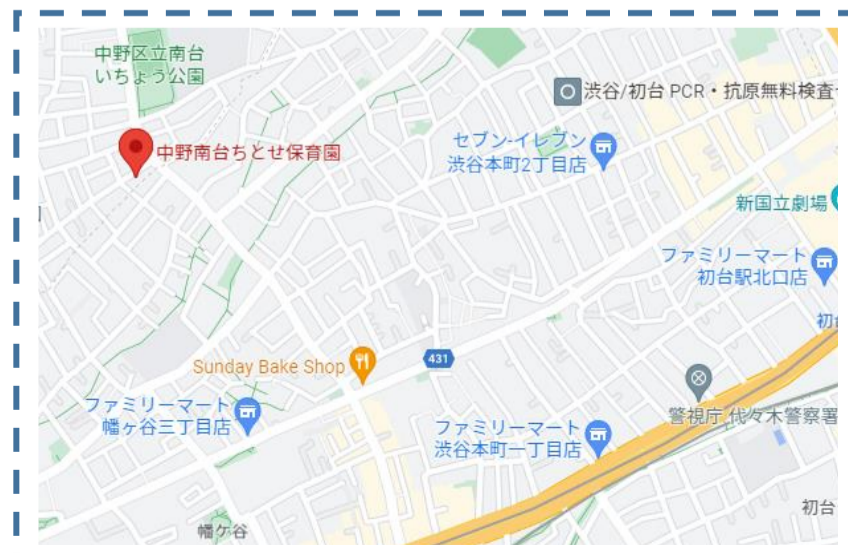 中野区立南台
いちょう公園
渋谷/初台 PCR・抗原無料検査
中野南台ちとせ保育園
セブン-イレブン
渋谷本町2丁目店
新国立劇場
ファミリーマート
初台駅北口店
初台
Sunday Bake Shop
431
ファミリーマート
幡ヶ谷三丁目店
ファミリーマート
渋谷本町一丁目店
警視庁 代々木警察署
初台
幡ケ谷